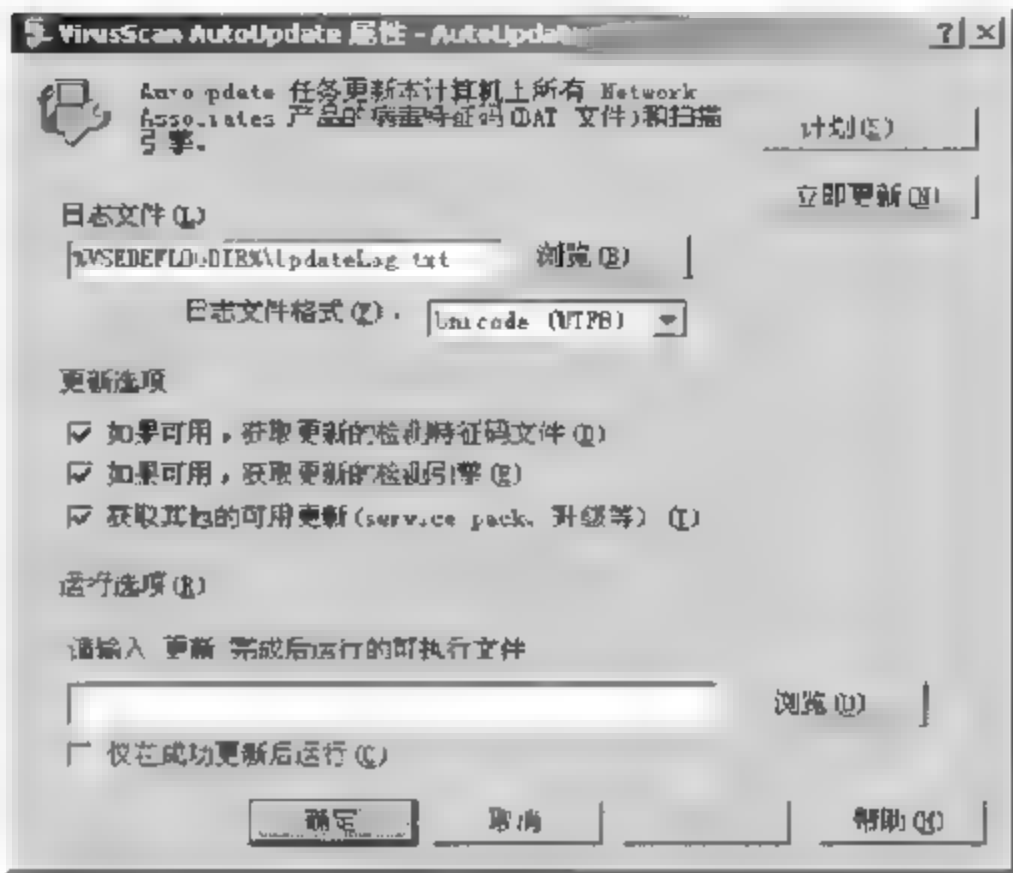 VirusScan AutoUpdate 属性 - AutoUpdate
AutoUpdate 任务更新本计算机上所有 Network
Associates 产品的病毒特征码(DAT 文件)和扫描
引擎。
计划(S)
立即更新(N)
日志文件(L)
%VSEDEFLOGDIR%\UpdateLog.txt
浏览(B)
日志文件格式(F):
Unicode (UTF8)
更新选项
如果可用,获取更新的检测特征码文件(D)
如果可用,获取更新的检测引擎(E)
获取其他的可用更新(service pack、升级等) (T)
运行选项(R)
请输入 更新 完成后运行的可执行文件
浏览(U)
仅在成功更新后运行(C)
确定
取消
帮助(H)